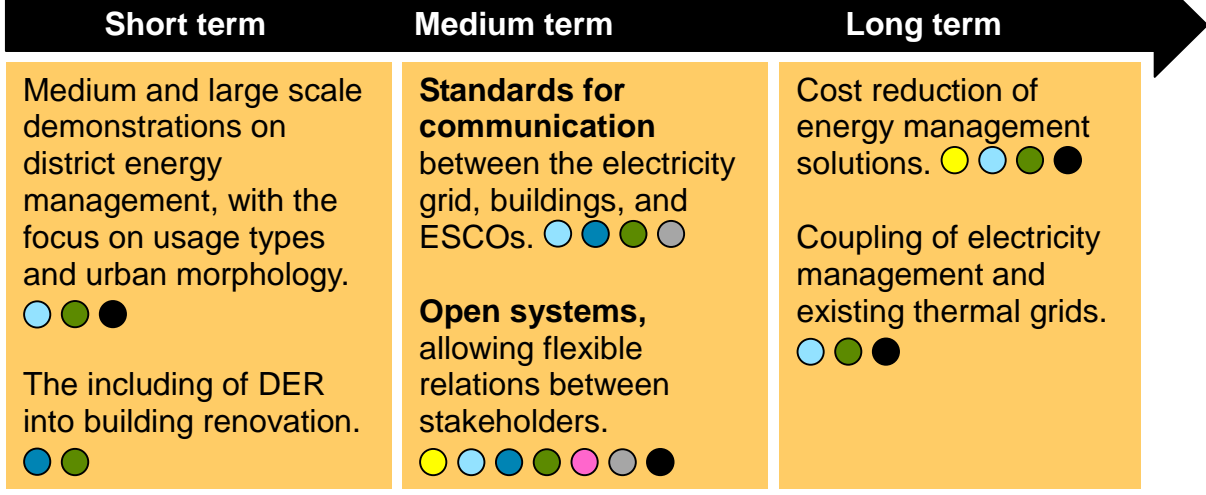 Short term
Medium term
Long term
Medium and large scale
demonstrations on
district energy
management, with the
focus on usage types
and urban morphology.
The including of DER
into building renovation.
Standards for
communication
between the electricity
grid, buildings, and
ESCOs.
Open systems,
allowing flexible
relations between
stakeholders.
Cost reduction of
energy management
solutions.
Coupling of electricity
management and
existing thermal grids.